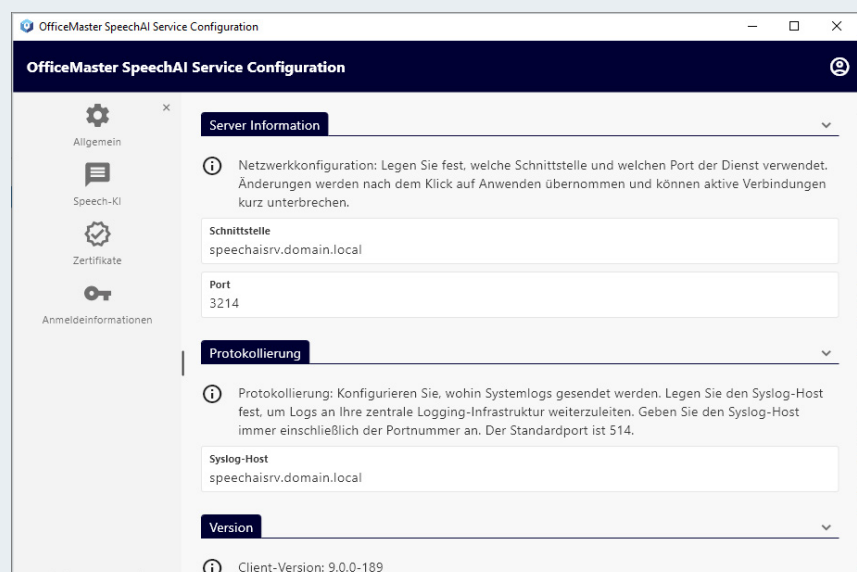 OfficeMaster SpeechAI Service Configuration
OfficeMaster SpeechAI Service Configuration
Allgemein
Speech-KI
Zertifikate
Anmeldeinformationen
Server Information
Netzwerkkonfiguration: Legen Sie fest, welche Schnittstelle und welchen Port der Dienst verwendet.
Änderungen werden nach dem Klick auf Anwenden übernommen und können aktive Verbindungen
kurz unterbrechen.
Schnittstelle
speechaisrv.domain.local
Port
3214
Protokollierung
Protokollierung: Konfigurieren Sie, wohin Systemlogs gesendet werden. Legen Sie den Syslog-Host
fest, um Logs an Ihre zentrale Logging-Infrastruktur weiterzuleiten. Geben Sie den Syslog-Host
immer einschließlich der Portnummer an. Der Standardport ist 514.
Syslog-Host
speechaisrv.domain.local
Version
Client-Version: 9.0.0-189